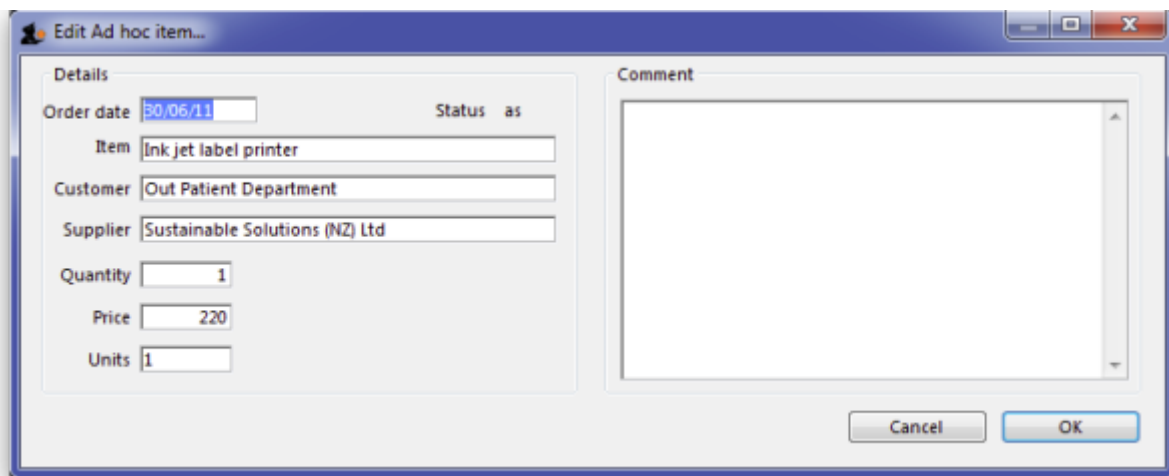 Edit Ad hoc item...
Details
Order date 30/06/11 Status as
Item Ink jet label printer
Customer Out Patient Department
Supplier Sustainable Solutions (NZ) Ltd
Quantity 1
Price 220
Units 1
Comment
Cancel OK